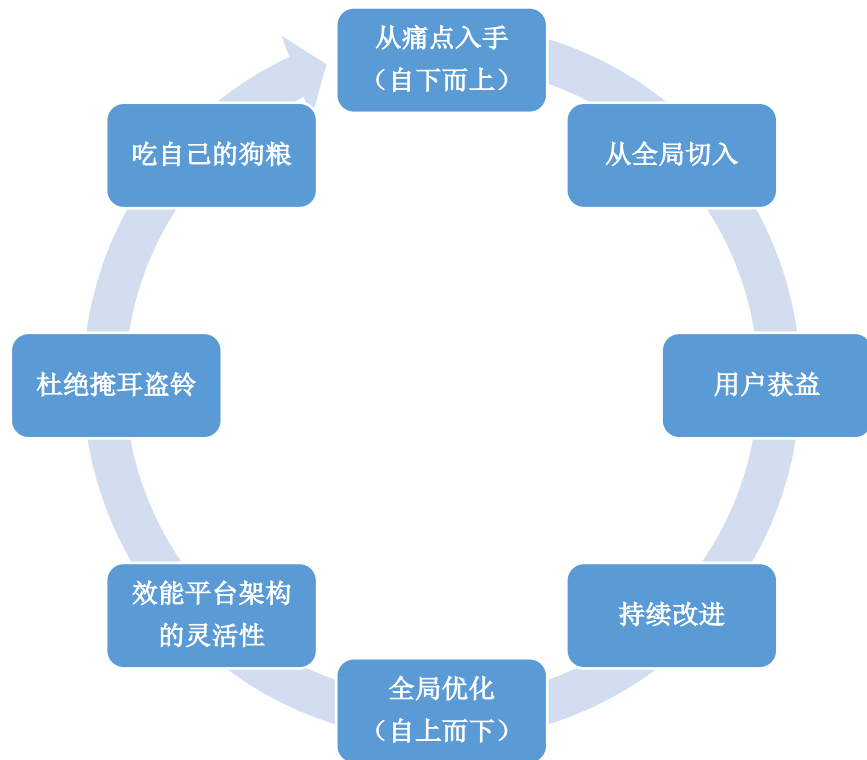 从痛点入手
（自下而上）
从全局切入
用户获益
持续改进
全局优化
（自上而下）
效能平台架构
的灵活性
杜绝掩耳盗铃
吃自己的狗粮